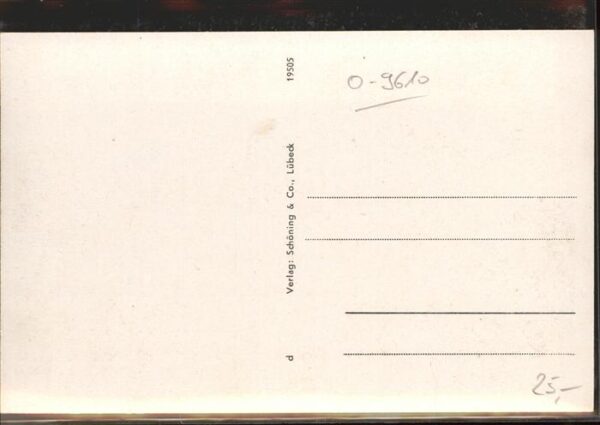 O-9610
d Verlag: Schöning & Co., Lübeck 19505
25,-